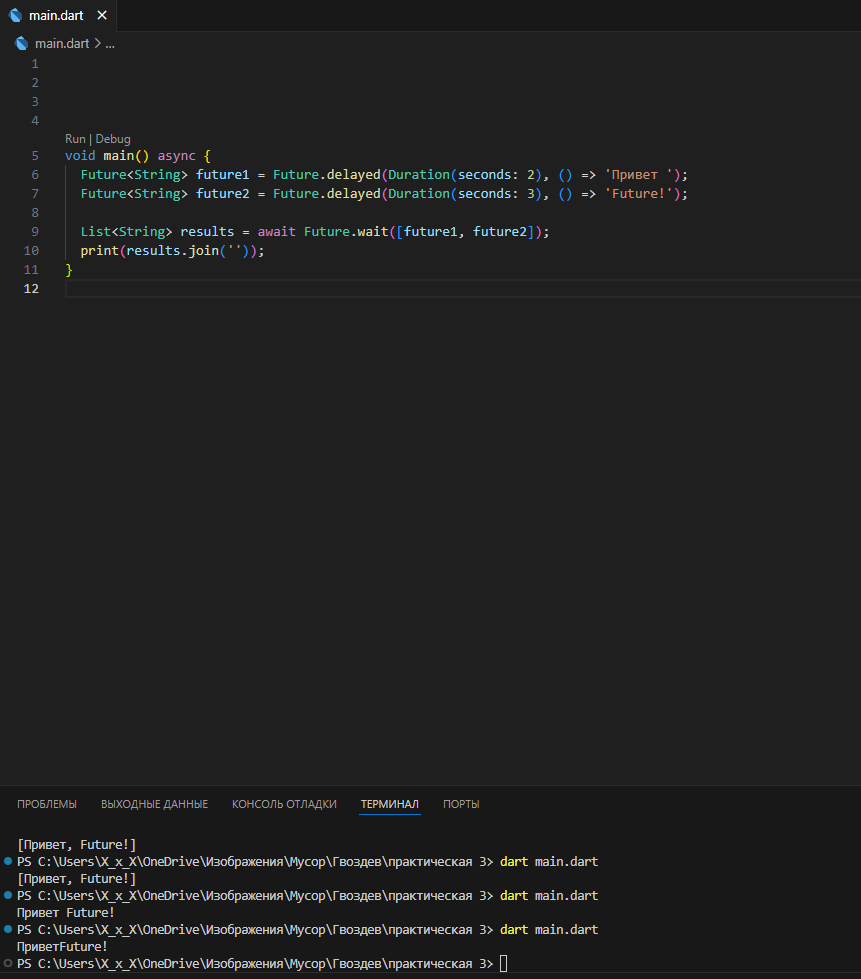 main.dart ×
main.dart > ...
1
2
3
4
Run | Debug
5 void main() async {
6 Future<String> future1 = Future.delayed(Duration(seconds: 2), () => 'Привет ');
7 Future<String> future2 = Future.delayed(Duration(seconds: 3), () => 'Future!');
8
9 List<String> results = await Future.wait([future1, future2]);
10 print(results.join(''));
11 }
12
ПРОБЛЕМЫ ВЫХОДНЫЕ ДАННЫЕ КОНСОЛЬ ОТЛАДКИ ТЕРМИНАЛ ПОРТЫ
[Привет, Future!]
PS C:\Users\X_x_X\OneDrive\Изображения\Мусор\Гвоздев\практическая 3> dart main.dart
[Привет, Future!]
PS C:\Users\X_x_X\OneDrive\Изображения\Мусор\Гвоздев\практическая 3> dart main.dart
Привет Future!
PS C:\Users\X_x_X\OneDrive\Изображения\Мусор\Гвоздев\практическая 3> dart main.dart
ПриветFuture!
PS C:\Users\X_x_X\OneDrive\Изображения\Мусор\Гвоздев\практическая 3>